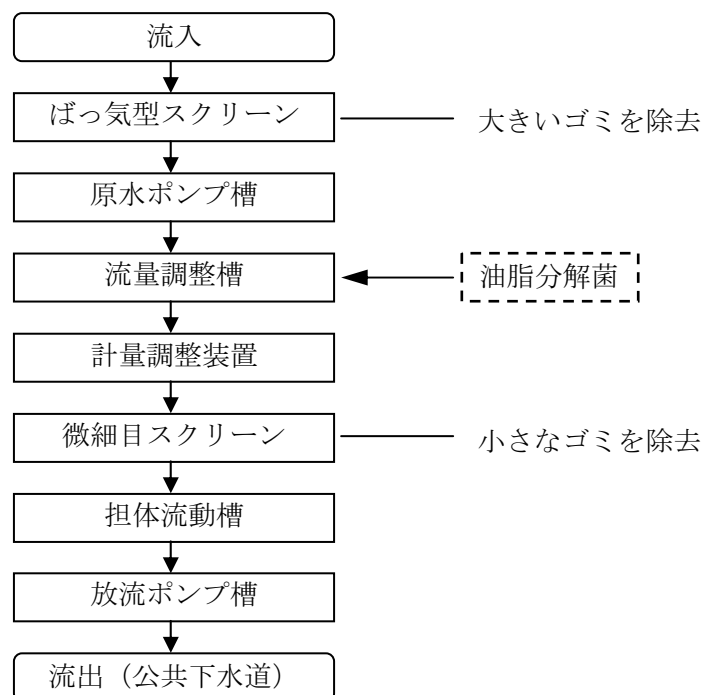 流入
ばっ気型スクリーン
大きいゴミを除去
原水ポンプ槽
流量調整槽
油脂分解菌
計量調整装置
微細目スクリーン
小さなゴミを除去
担体流動槽
放流ポンプ槽
流出（公共下水道）